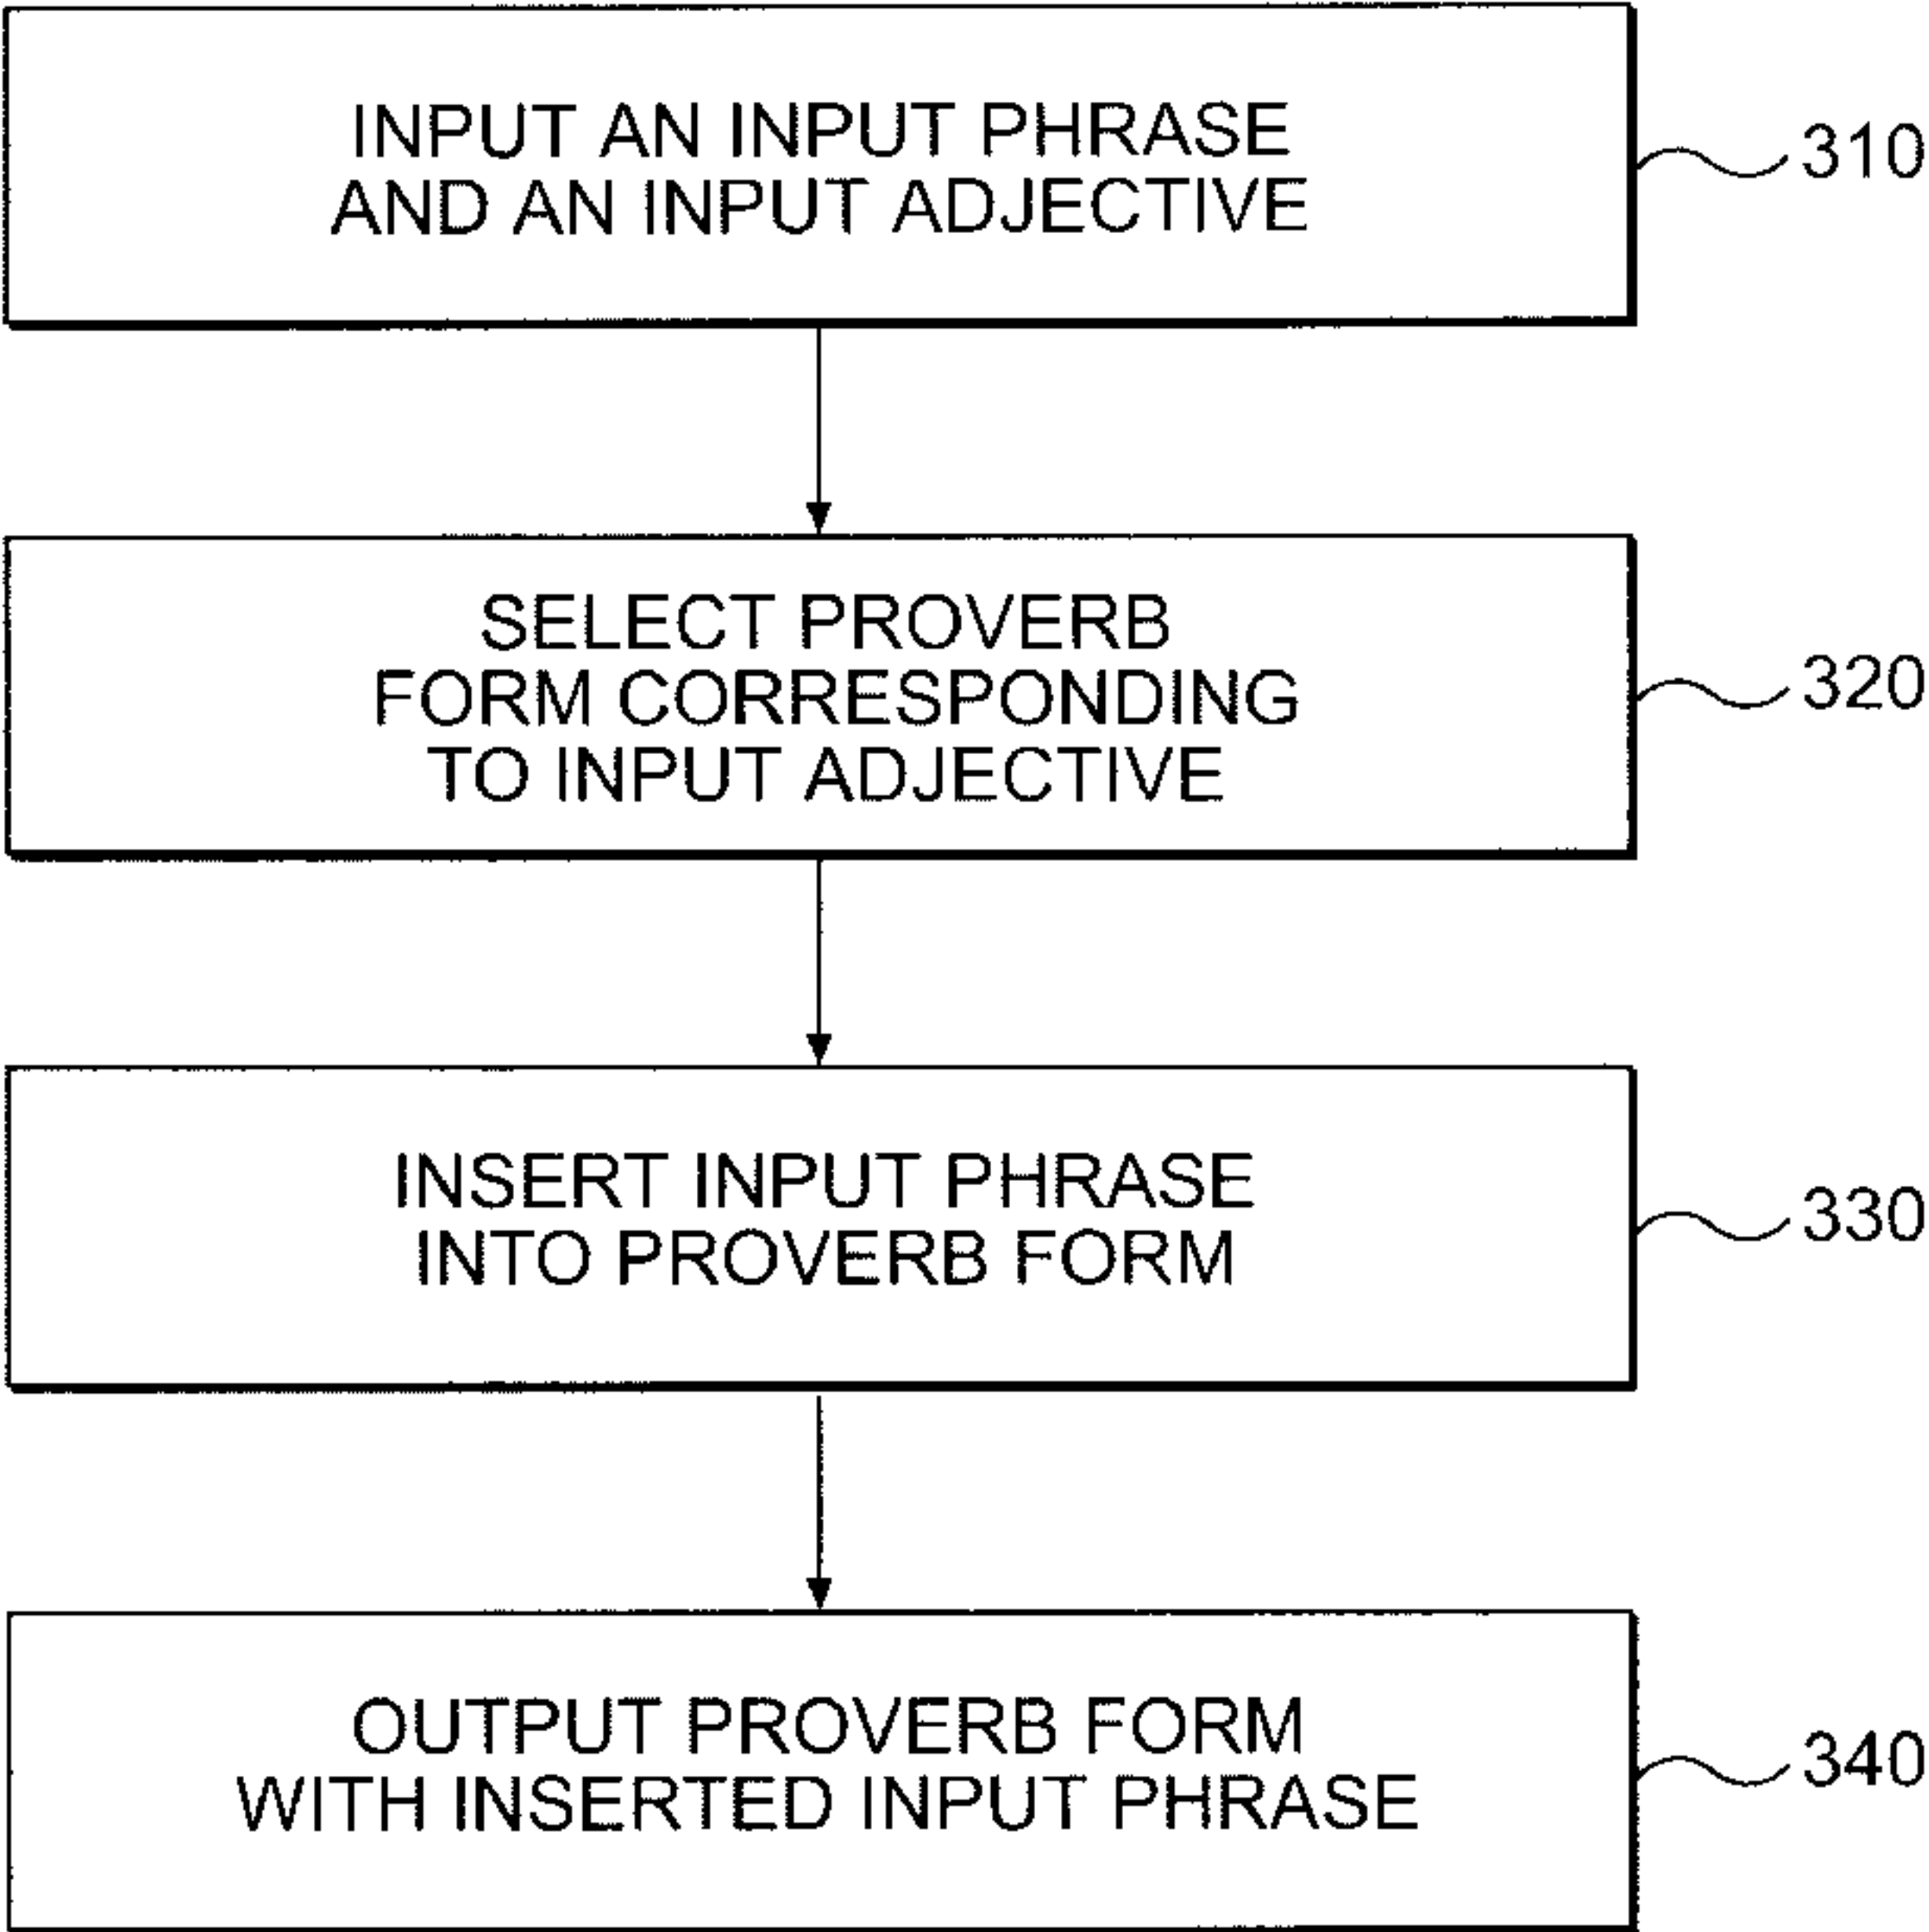 INPUT AN INPUT PHRASE
AND AN INPUT ADJECTIVE
310
SELECT PROVERB
FORM CORRESPONDING
TO INPUT ADJECTIVE
320
INSERT INPUT PHRASE
INTO PROVERB FORM
330
OUTPUT PROVERB FORM
WITH INSERTED INPUT PHRASE
340